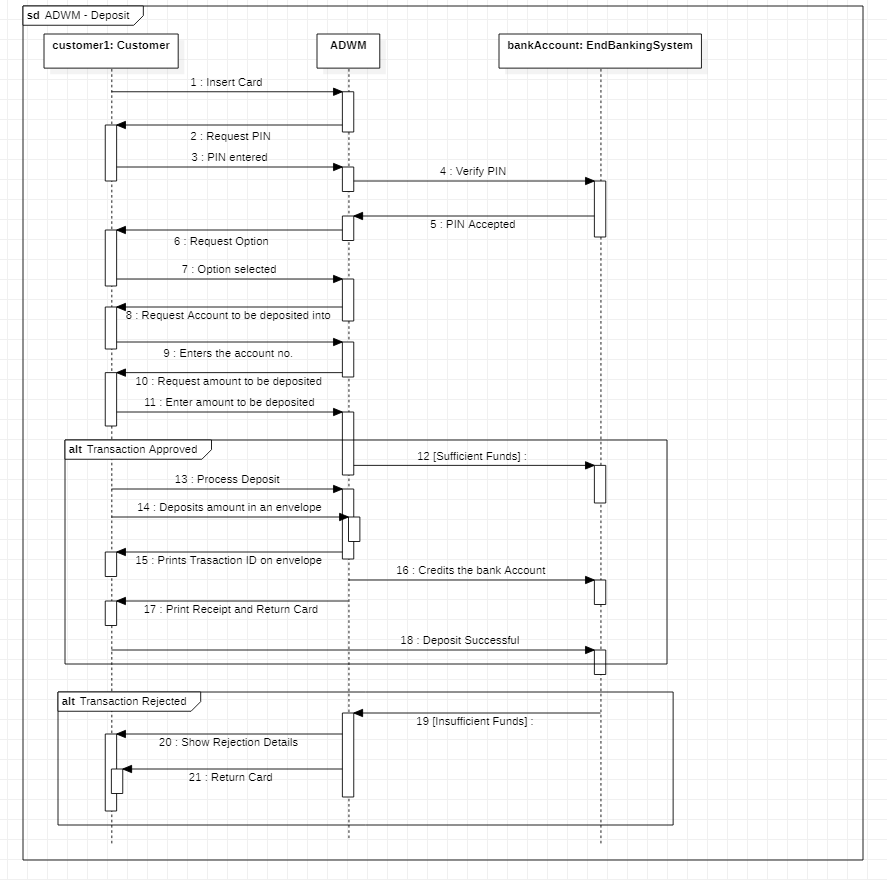 sd ADWM - Deposit
customer1: Customer
ADWM
bankAccount: EndBankingSystem
1 : Insert Card
2 : Request PIN
3 : PIN entered
4 : Verify PIN
5 : PIN Accepted
6 : Request Option
7 : Option selected
8 : Request Account to be deposited into
9 : Enters the account no.
10 : Request amount to be deposited
11 : Enter amount to be deposited
alt Transaction Approved
12 [Sufficient Funds] :
13 : Process Deposit
14 : Deposits amount in an envelope
15 : Prints Trasaction ID on envelope
16 : Credits the bank Account
17 : Print Receipt and Return Card
18 : Deposit Successful
alt Transaction Rejected
19 [Insufficient Funds] :
20 : Show Rejection Details
21 : Return Card